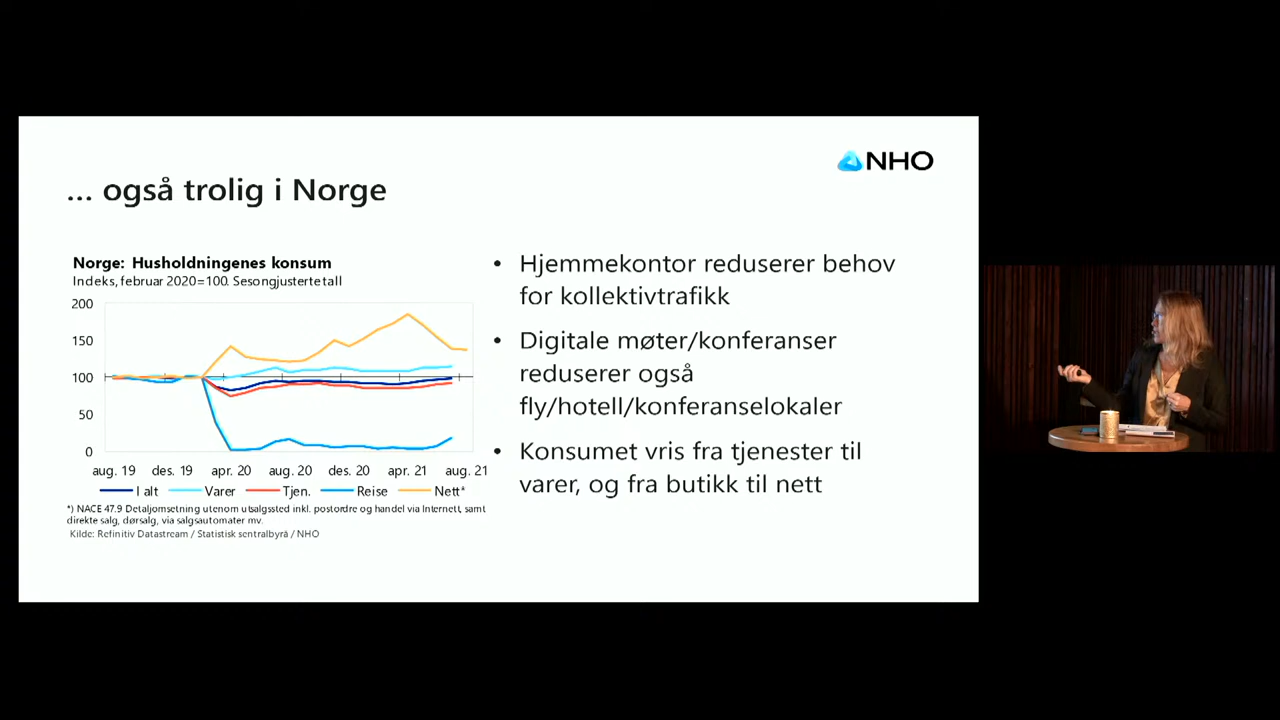 NHO
... også trolig i Norge
Norge: Husholdningenes konsum
Indeks, februar 2020=100. Sesongjusterte tall
200
150
100
50
0
aug. 19 des. 19 apr. 20 aug. 20 des. 20 apr. 21 aug. 21
I alt Varer Tjen. Reise Nett*
*) NACE 47.9 Detaljomsetning utenom utsalgssted inkl. postordre og handel via Internett, samt
direkte salg, dørsalg, via salgsautomater mv.
Kilde: Refinitiv Datastream / Statistisk sentralbyrå / NHO
• Hjemmekontor reduserer behov
for kollektivtrafikk
• Digitale møter/konferanser
reduserer også
fly/hotell/konferanselokaler
• Konsumet vris fra tjenester til
varer, og fra butikk til nett